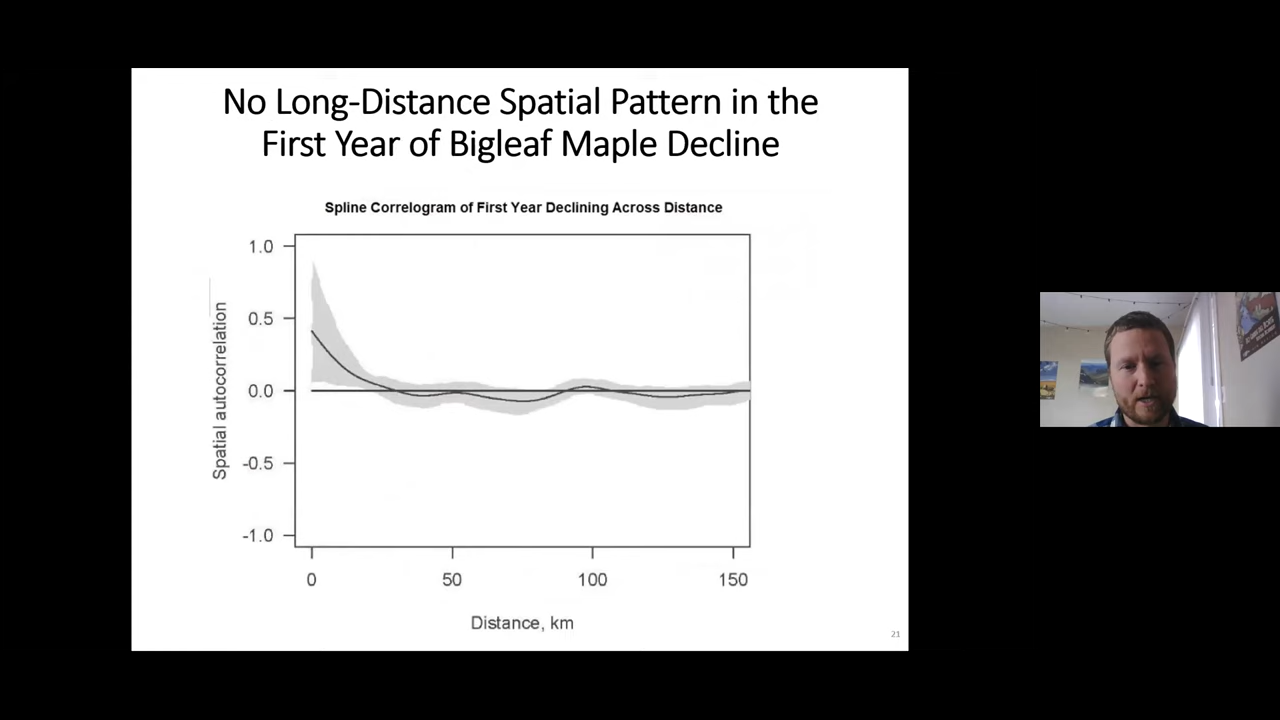 No Long-Distance Spatial Pattern in the
First Year of Bigleaf Maple Decline
Spline Correlogram of First Year Declining Across Distance
1.0
0.5
0.0
-0.5
-1.0
Spatial autocorrelation
0 50 100 150
Distance, km
21